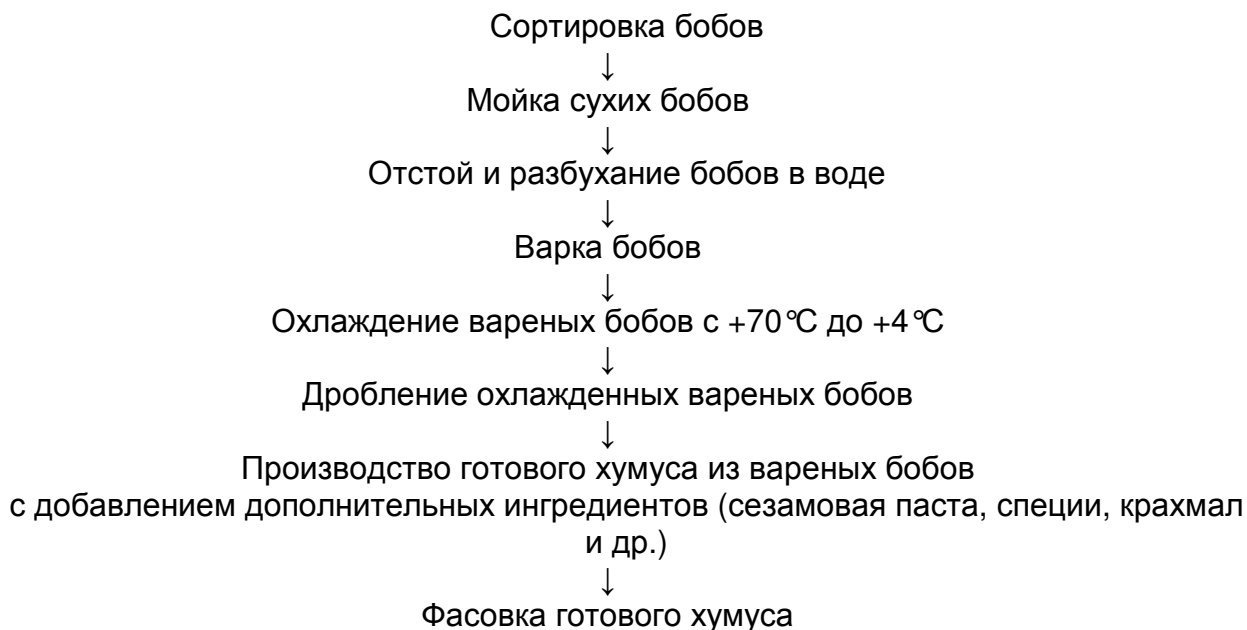 Сортировка бобов
↓
Мойка сухих бобов
↓
Отстой и разбухание бобов в воде
↓
Варка бобов
↓
Охлаждение вареных бобов с +70°C до +4°C
↓
Дробление охлажденных вареных бобов
↓
Производство готового хумуса из вареных бобов
с добавлением дополнительных ингредиентов (сезамовая паста, специи, крахмал
и др.)
↓
Фасовка готового хумуса